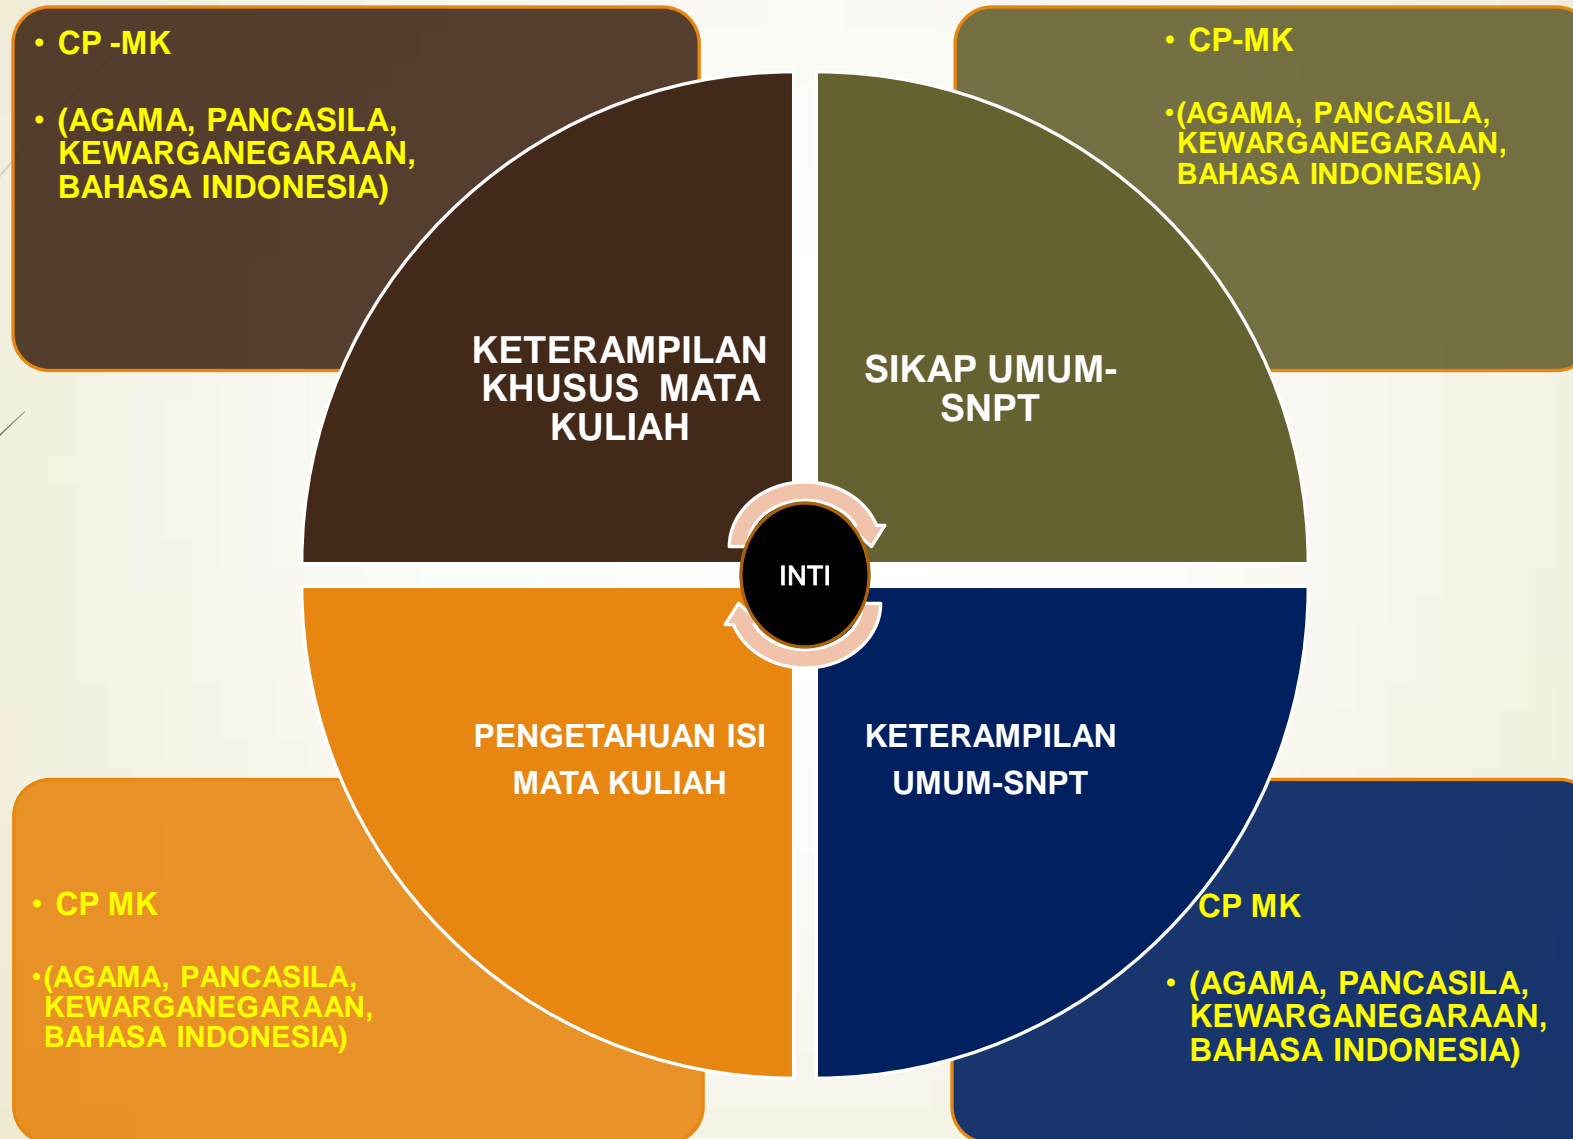 • CP -MK
• (AGAMA, PANCASILA,
KEWARGANEGARAAN,
BAHASA INDONESIA)
• CP-MK
•(AGAMA, PANCASILA,
KEWARGANEGARAAN,
BAHASA INDONESIA)
KETERAMPILAN
KHUSUS MATA
KULIAH
SIKAP UMUM-
SNPT
INTI
PENGETAHUAN ISI
MATA KULIAH
KETERAMPILAN
UMUM-SNPT
• CP MK
•(AGAMA, PANCASILA,
KEWARGANEGARAAN,
BAHASA INDONESIA)
CP MK
• (AGAMA, PANCASILA,
KEWARGANEGARAAN,
BAHASA INDONESIA)